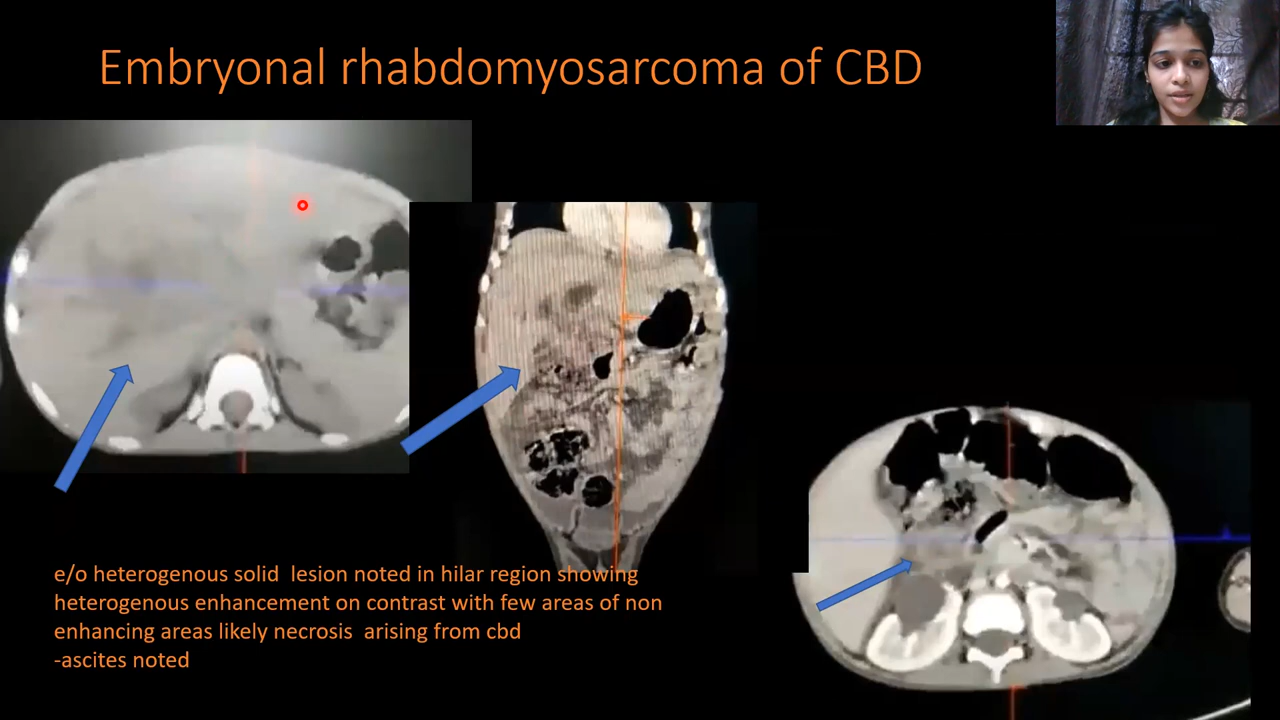 Embryonal rhabdomyosarcoma of CBD
e/o heterogenous solid lesion noted in hilar region showing
heterogenous enhancement on contrast with few areas of non
enhancing areas likely necrosis arising from cbd
-ascites noted